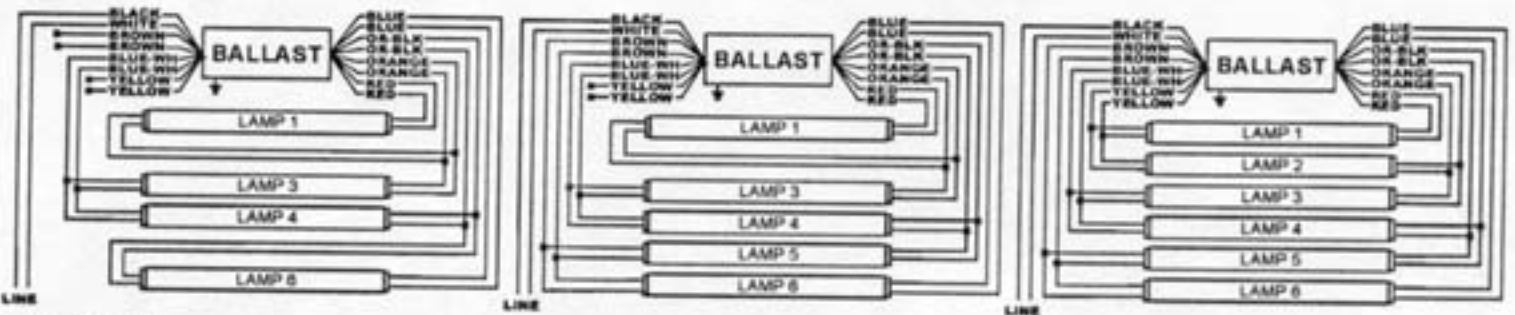 BLACK
WHITE
BROWN
BROWN
BLUE-WH
BLUE-WH
YELLOW
YELLOW
BALLAST
BLUE
BLUE
OR-BLK
OR-BLK
ORANGE
ORANGE
RED
RED
LAMP 1
LAMP 3
LAMP 4
LAMP 6
LINE
BLACK
WHITE
BROWN
BROWN
BLUE-WH
BLUE-WH
YELLOW
YELLOW
BALLAST
BLUE
BLUE
OR-BLK
OR-BLK
ORANGE
ORANGE
RED
RED
LAMP 1
LAMP 3
LAMP 4
LAMP 5
LAMP 6
LINE
BLACK
WHITE
BROWN
BROWN
BLUE-WH
BLUE-WH
YELLOW
YELLOW
BALLAST
BLUE
BLUE
OR-BLK
OR-BLK
ORANGE
ORANGE
RED
RED
LAMP 1
LAMP 2
LAMP 3
LAMP 4
LAMP 5
LAMP 6
LINE